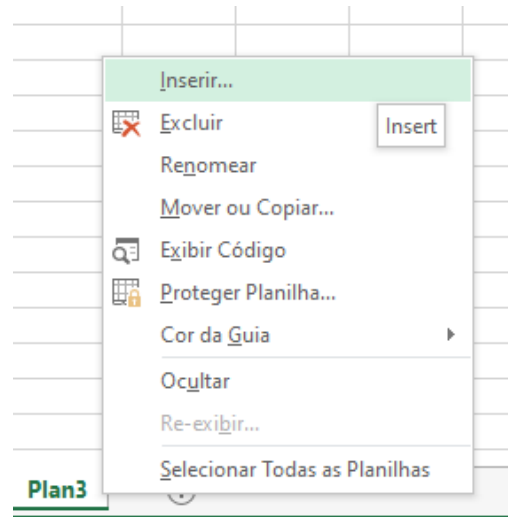 Inserir...
Excluir
Insert
Renomear
Mover ou Copiar...
Exibir Código
Proteger Planilha...
Cor da Guia
Ocultar
Re-exibir...
Selecionar Todas as Planilhas
Plan3